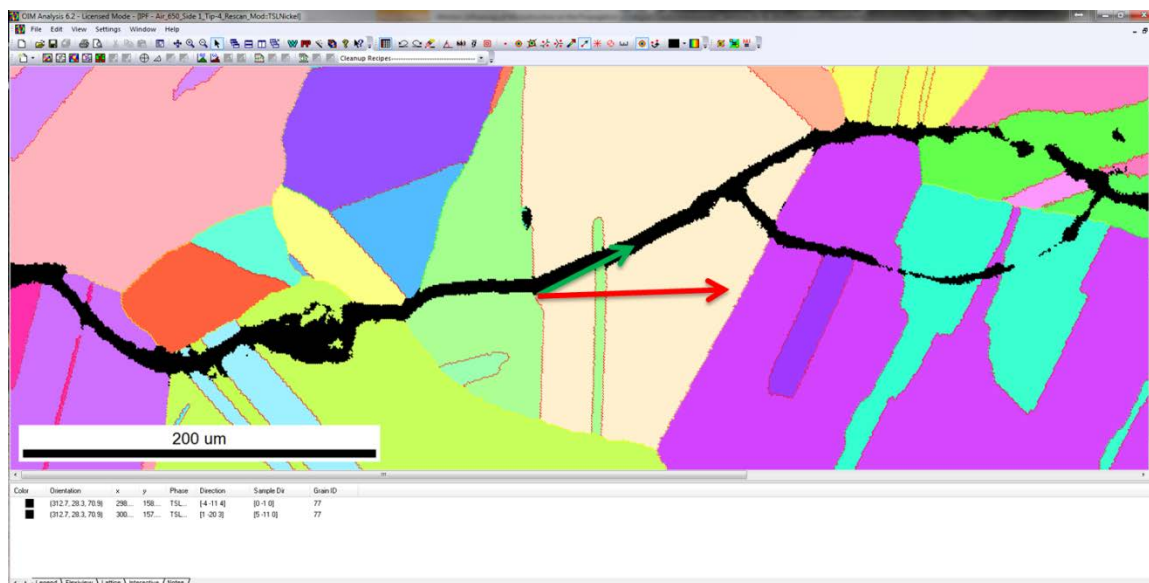 OIM Analysis 6.2 - Licensed Mode - [IPF - Air_650_Side 1_Tip-4_Rescan_Mod::TSLNickel]
File Edit View Settings Window Help
Cleanup Recipes
200 um
Color Orientation x y Phase Direction Sample Dir Grain ID
(312.7, 28.3, 70.9) 298... 158... TSL... [-4 -11 4] [0 -1 0] 77
(312.7, 28.3, 70.9) 300... 157... TSL... [1 -20 3] [5 -11 0] 77
Legend Lattice Interactive Notes